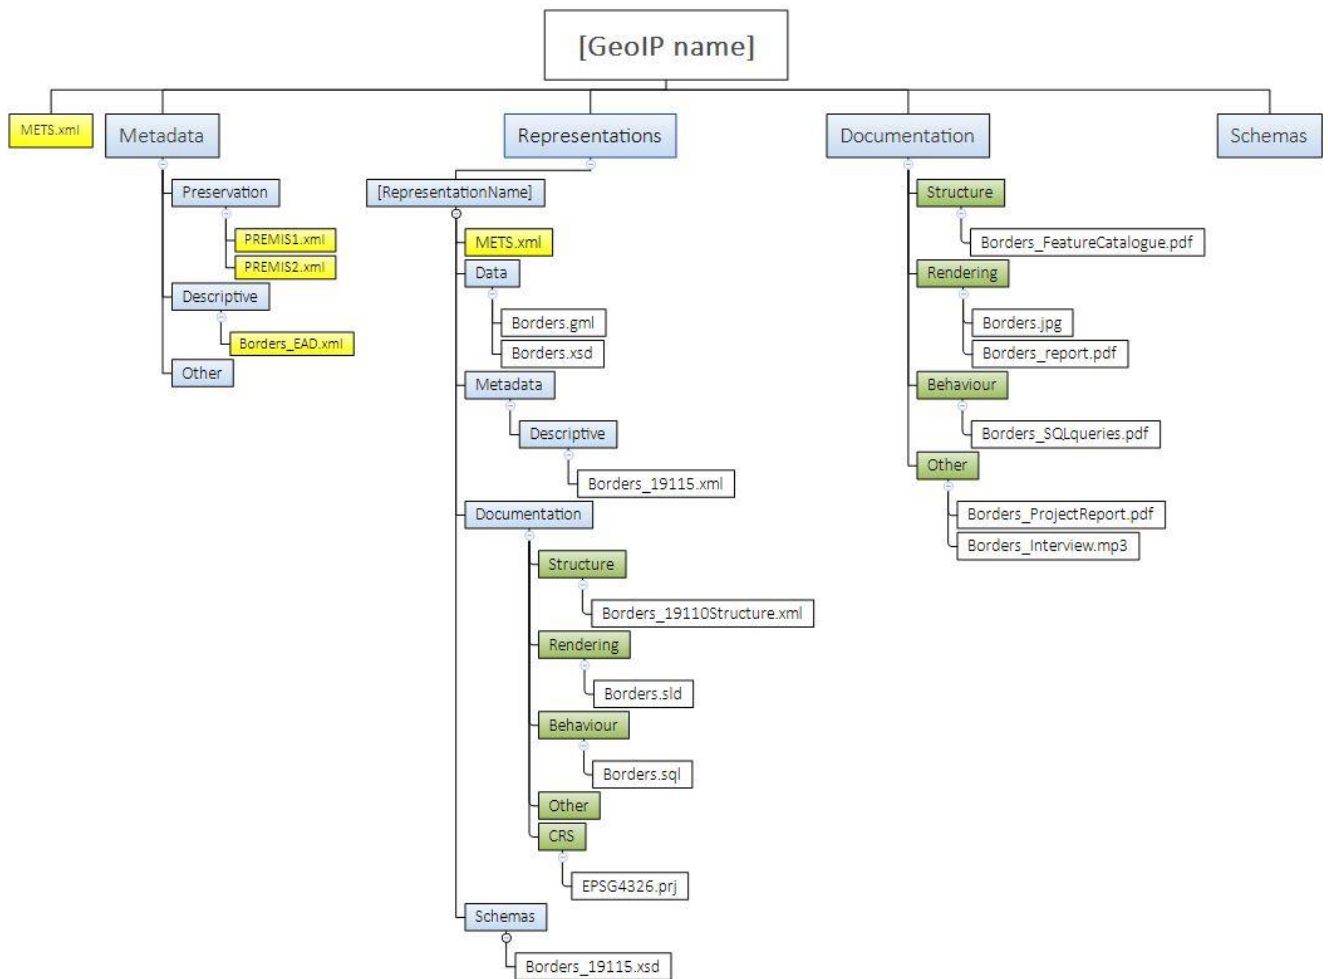 [GeoIP name]
METS.xml
Metadata
Preservation
PREMIS1.xml
PREMIS2.xml
Descriptive
Borders_EAD.xml
Other
Representations
[RepresentationName]
METS.xml
Data
Borders.gml
Borders.xsd
Metadata
Descriptive
Borders_19115.xml
Documentation
Structure
Borders_19110Structure.xml
Rendering
Borders.sld
Behaviour
Borders.sql
Other
CRS
EPSG4326.prj
Schemas
Borders_19115.xsd
Documentation
Structure
Borders_FeatureCatalogue.pdf
Rendering
Borders.jpg
Borders_report.pdf
Behaviour
Borders_SQLqueries.pdf
Other
Borders_ProjectReport.pdf
Borders_Interview.mp3
Schemas